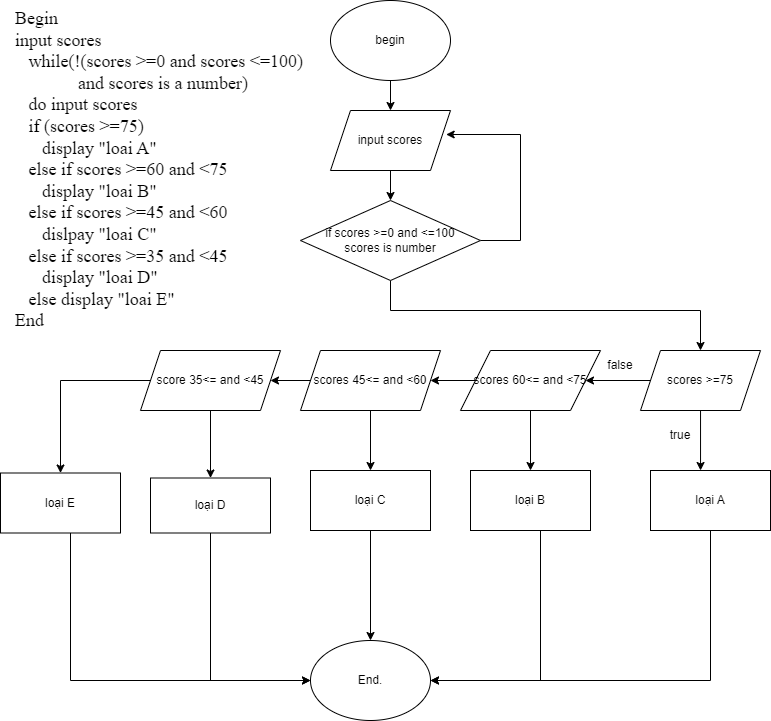 Begin
input scores
while(!(scores >=0 and scores <=100)
and scores is a number)
do input scores
if (scores >=75)
display "loai A"
else if scores >=60 and <75
display "loai B"
else if scores >=45 and <60
dislpay "loai C"
else if scores >=35 and <45
display "loai D"
else display "loai E"
End
begin
input scores
if scores >=0 and <=100
scores is number
score 35<= and <45
scores 45<= and <60
scores 60<= and <75
false
scores >=75
true
loại E
loại D
loại C
loại B
loại A
End.